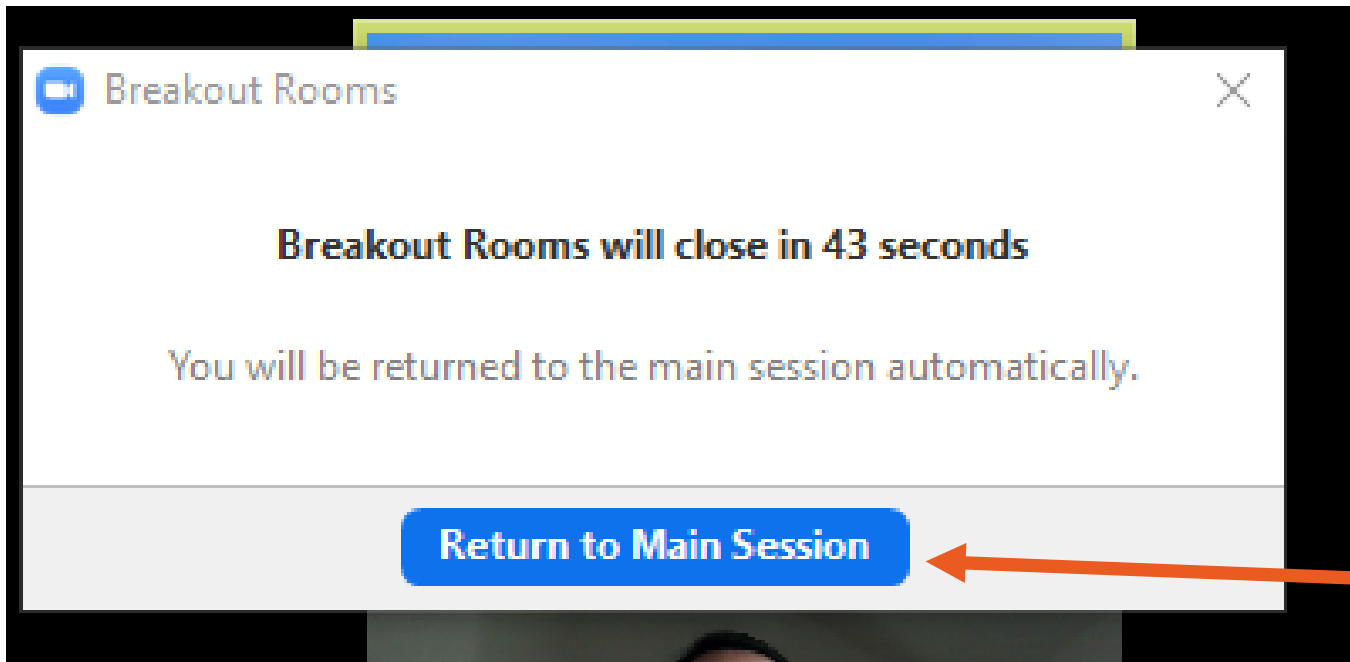 Breakout Rooms
Breakout Rooms will close in 43 seconds
You will be returned to the main session automatically.
Return to Main Session